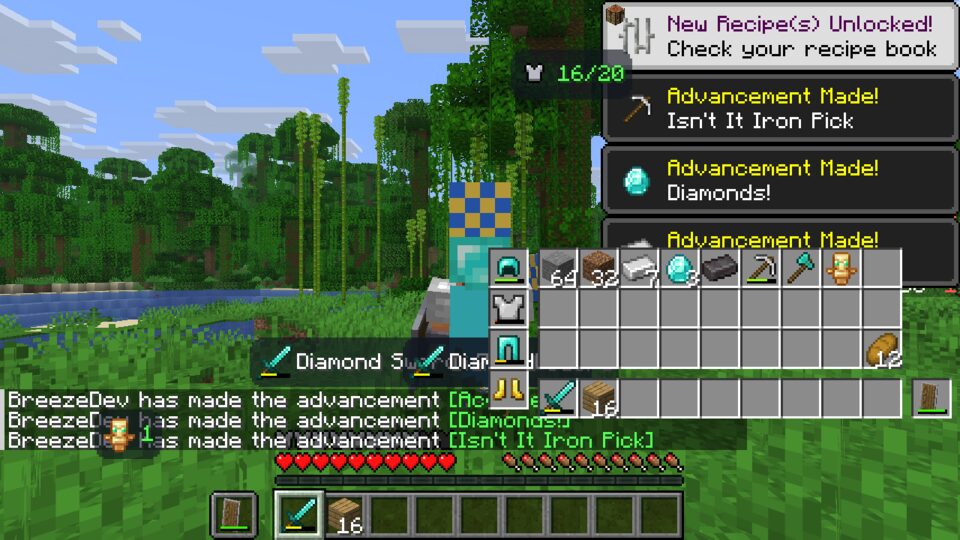 New Recipe(s) Unlocked!
Check your recipe book
16/20
Advancement Made!
Isn't It Iron Pick
Advancement Made!
Diamonds!
Advancement Made!
64
32
7
12
16
Diamond
BreezeDev has made the advancement
BreezeDev has made the advancement [Diamonds!]
has made the advancement [Isn't It Iron Pick]
1
16